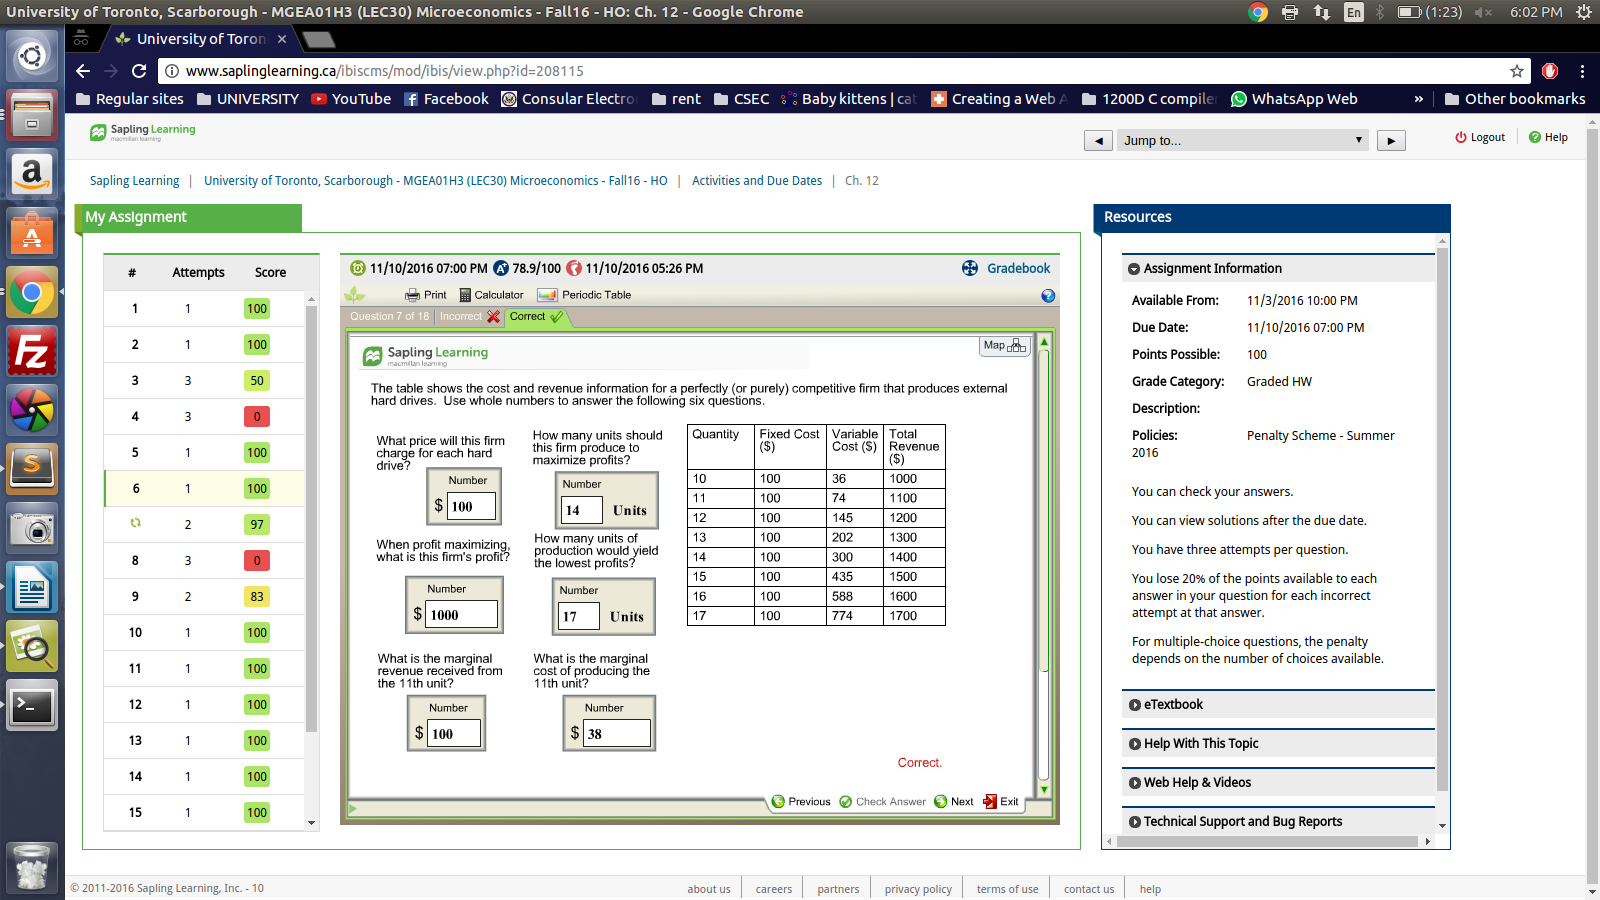 University of Toronto, Scarborough - MGEA01H3 (LEC30) Microeconomics - Fall16 - HO: Ch. 12 - Google Chrome
En
(1:23)
6:02 PM
University of Toron
www.saplinglearning.ca/ibiscms/mod/ibis/view.php?id=208115
Regular sites
UNIVERSITY
YouTube
Facebook
Consular Electro
rent
CSEC
Baby kittens | cat
Creating a Web A
1200D C compile
WhatsApp Web
»
Other bookmarks
Sapling Learning
macmillan learning
Jump to...
Logout
Help
Sapling Learning | University of Toronto, Scarborough - MGEA01H3 (LEC30) Microeconomics - Fall16 - HO | Activities and Due Dates | Ch. 12
My Assignment
# Attempts Score
1 1 100
2 1 100
3 3 50
4 3 0
5 1 100
6 1 100
2 97
8 3 0
9 2 83
10 1 100
11 1 100
12 1 100
13 1 100
14 1 100
15 1 100
11/10/2016 07:00 PM
78.9/100
11/10/2016 05:26 PM
Gradebook
Print
Calculator
Periodic Table
Question 7 of 18
Incorrect
Correct
Map
Sapling Learning
macmillan learning
The table shows the cost and revenue information for a perfectly (or purely) competitive firm that produces external
hard drives. Use whole numbers to answer the following six questions.
What price will this firm
charge for each hard
drive?
Number
$ 100
How many units should
this firm produce to
maximize profits?
Number
14 Units
When profit maximizing,
what is this firm's profit?
Number
$ 1000
How many units of
production would yield
the lowest profits?
Number
17 Units
What is the marginal
revenue received from
the 11th unit?
Number
$ 100
What is the marginal
cost of producing the
11th unit?
Number
$ 38
Quantity Fixed Cost ($) Variable Cost ($) Total Revenue ($)
10 100 36 1000
11 100 74 1100
12 100 145 1200
13 100 202 1300
14 100 300 1400
15 100 435 1500
16 100 588 1600
17 100 774 1700
Correct.
Previous
Check Answer
Next
Exit
Resources
Assignment Information
Available From: 11/3/2016 10:00 PM
Due Date: 11/10/2016 07:00 PM
Points Possible: 100
Grade Category: Graded HW
Description:
Policies: Penalty Scheme - Summer
2016
You can check your answers.
You can view solutions after the due date.
You have three attempts per question.
You lose 20% of the points available to each
answer in your question for each incorrect
attempt at that answer.
For multiple-choice questions, the penalty
depends on the number of choices available.
eTextbook
Help With This Topic
Web Help & Videos
Technical Support and Bug Reports
© 2011-2016 Sapling Learning, Inc. - 10
about us | careers | partners | privacy policy | terms of use | contact us | help